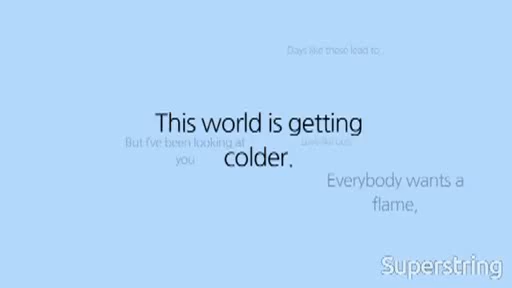 Days like these lead to...
This world is getting
colder.
But I've been looking at
you
Everybody wants a
flame,
Superstring